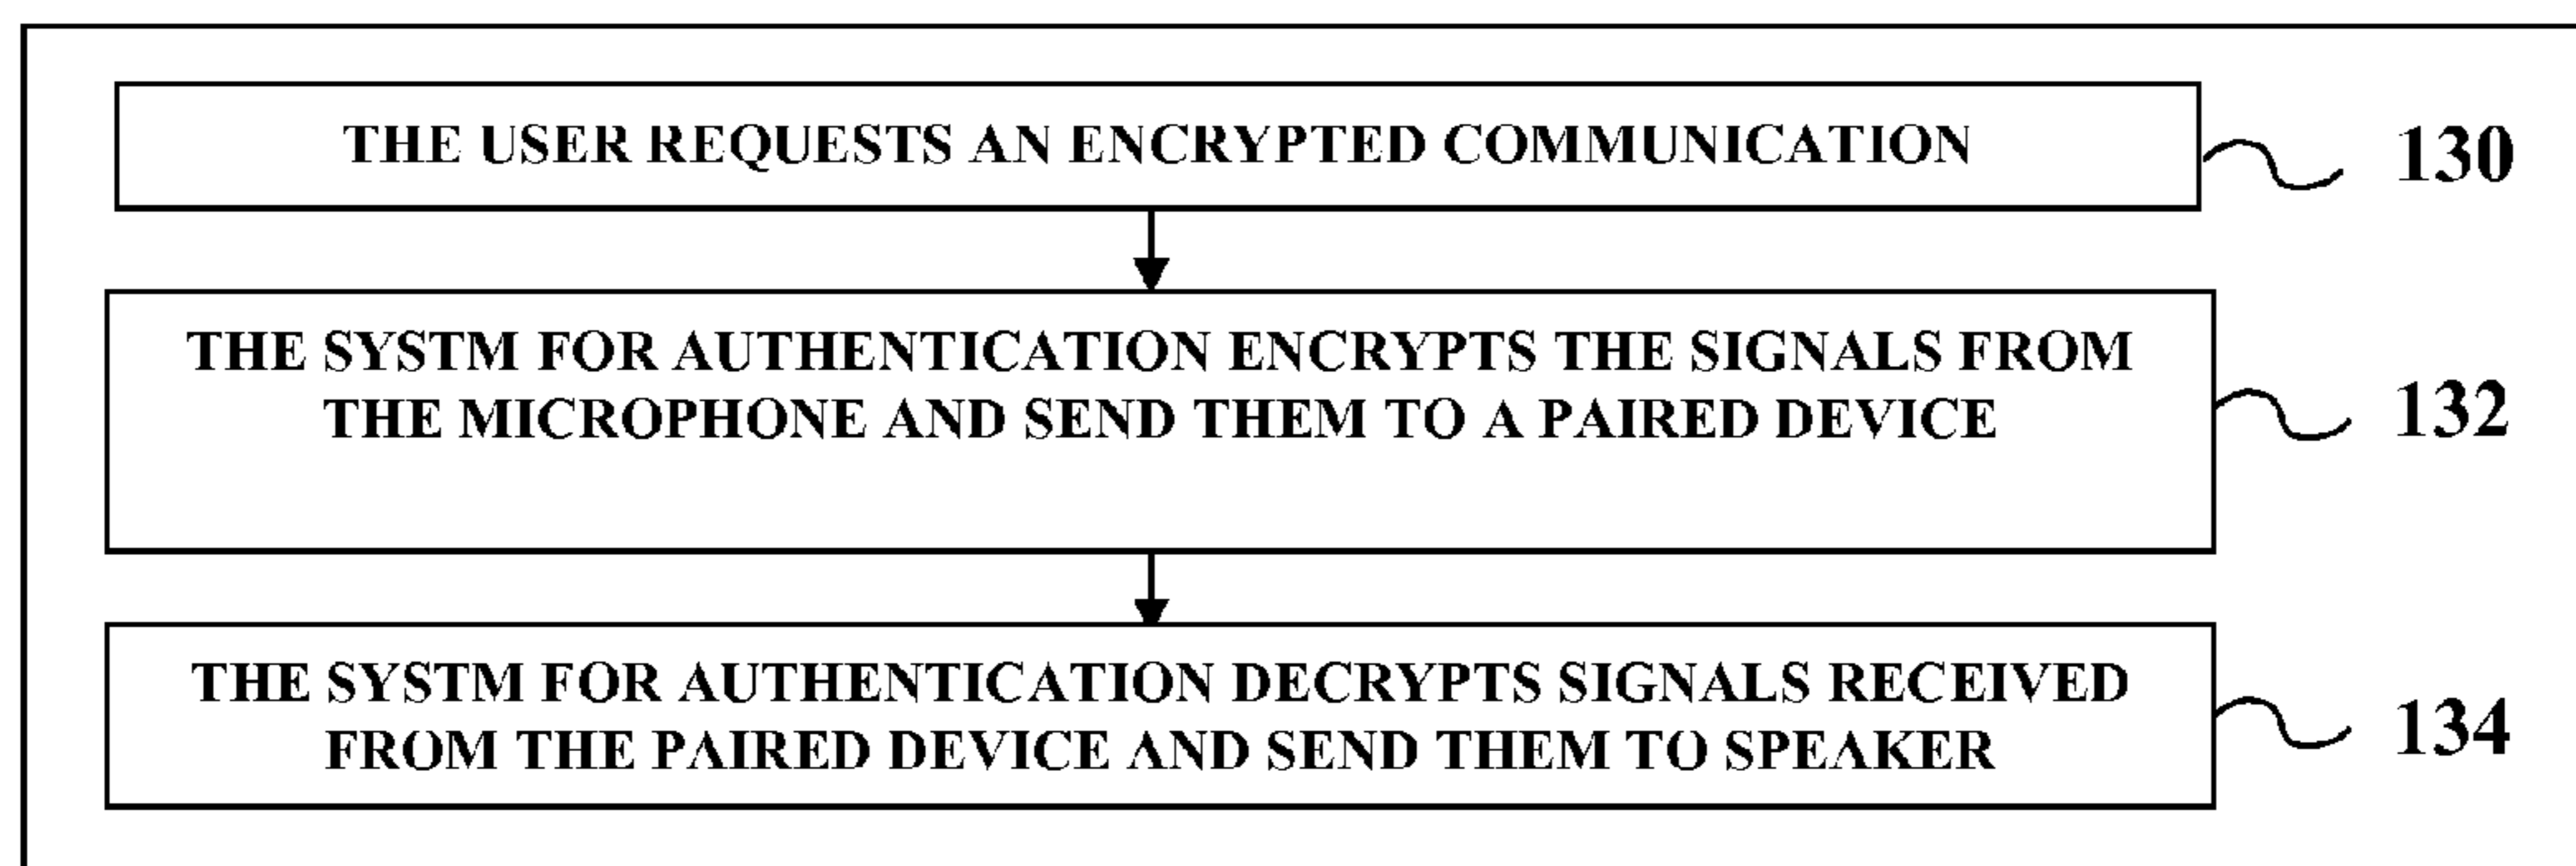 THE USER REQUESTS AN ENCRYPTED COMMUNICATION
130
THE SYSTM FOR AUTHENTICATION ENCRYPTS THE SIGNALS FROM
THE MICROPHONE AND SEND THEM TO A PAIRED DEVICE
132
THE SYSTM FOR AUTHENTICATION DECRYPTS SIGNALS RECEIVED
FROM THE PAIRED DEVICE AND SEND THEM TO SPEAKER
134